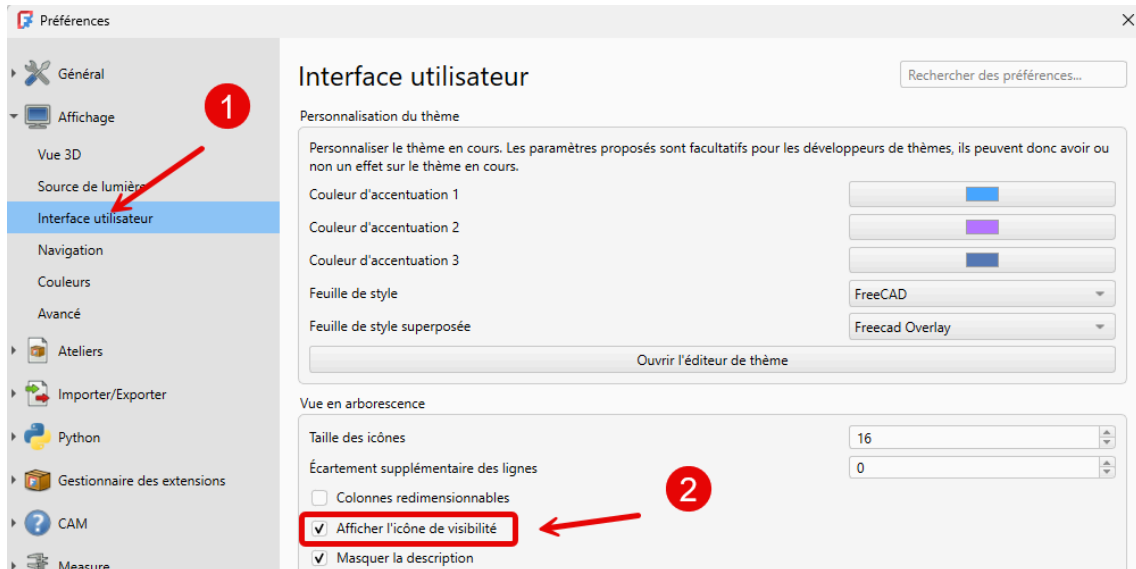 Préférences
Général
Affichage
Vue 3D
Source de lumière
Interface utilisateur
Navigation
Couleurs
Avancé
Ateliers
Importer/Exporter
Python
Gestionnaire des extensions
CAM
Measure
1
Interface utilisateur
Rechercher des préférences...
Personnalisation du thème
Personnaliser le thème en cours. Les paramètres proposés sont facultatifs pour les développeurs de thèmes, ils peuvent donc avoir ou
non un effet sur le thème en cours.
Couleur d'accentuation 1
Couleur d'accentuation 2
Couleur d'accentuation 3
Feuille de style
FreeCAD
Feuille de style superposée
Freecad Overlay
Ouvrir l'éditeur de thème
Vue en arborescence
Taille des icônes
16
Écartement supplémentaire des lignes
0
Colonnes redimensionnables
2
Afficher l'icône de visibilité
Masquer la description